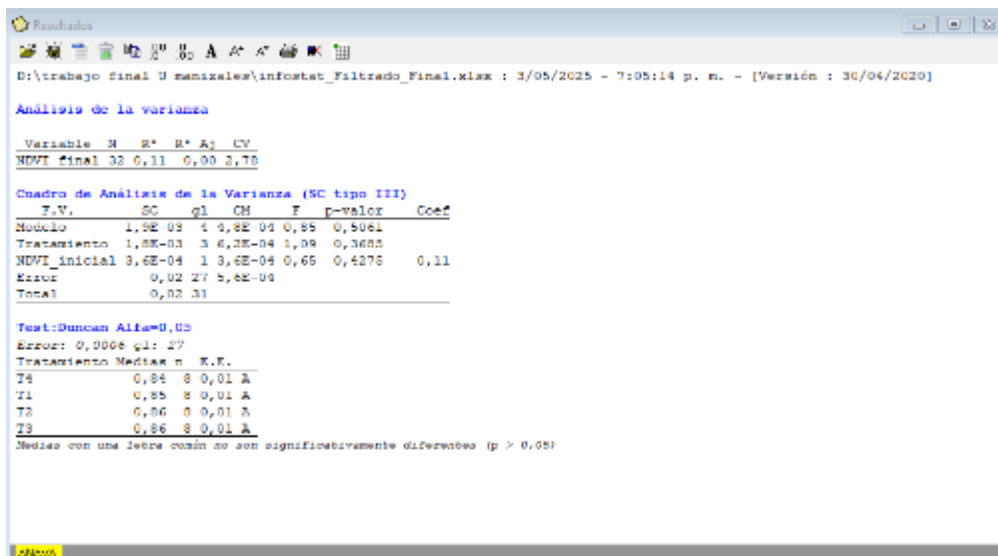 Resultados
D:\trabajo final U manizales\infostat_Filtrado_Final.xlsx : 3/05/2025 - 7:05:14 p. m. - [Versión : 30/04/2020]
Análisis de la varianza
Variable N R² R² Aj CV
NDVI final 32 0,11 0,00 2,78
Cuadro de Análisis de la Varianza (SC tipo III)
F.V. SC gl CM F p-valor Coef
Modelo 1,9E-03 4 4,8E-04 0,85 0,5061
Tratamiento 1,8E-03 3 6,2E-04 1,09 0,3685
NDVI_inicial 3,6E-04 1 3,6E-04 0,65 0,4275 0,11
Error 0,02 27 5,6E-04
Total 0,02 31
Test:Duncan Alfa=0,05
Error: 0,0006 gl: 27
Tratamiento Medias n E.E.
T4 0,84 8 0,01 A
T1 0,85 8 0,01 A
T2 0,86 8 0,01 A
T3 0,86 8 0,01 A
Medias con una letra común no son significativamente diferentes (p > 0,05)